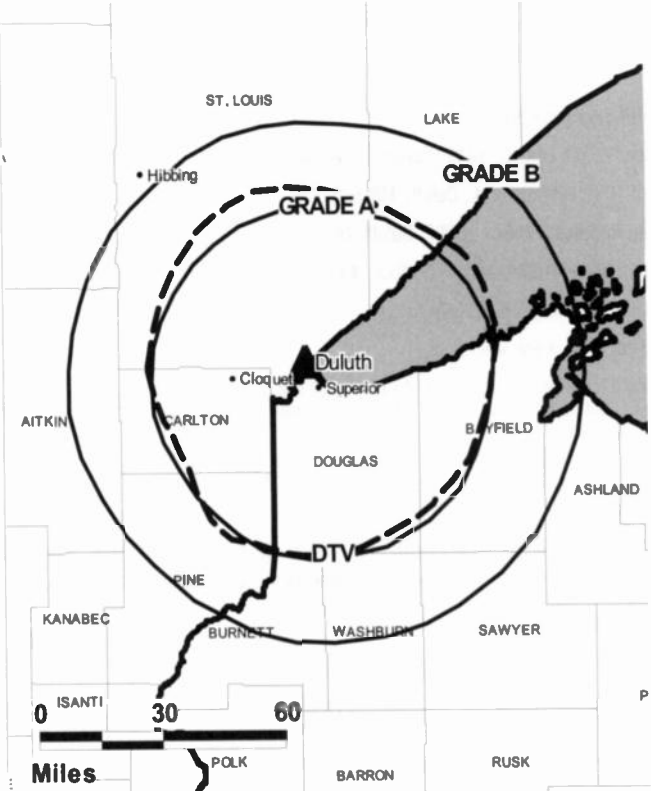 ST. LOUIS
LAKE
GRADE B
Hibbing
GRADE A
Duluth
Cloquet
Superior
AITKIN
CARLTON
BAYFIELD
DOUGLAS
ASHLAND
DTV
PINE
KANABEC
BURNETT
WASHBURN
SAWYER
ISANTI
P
0 30 60
Miles
POLK
BARRON
RUSK